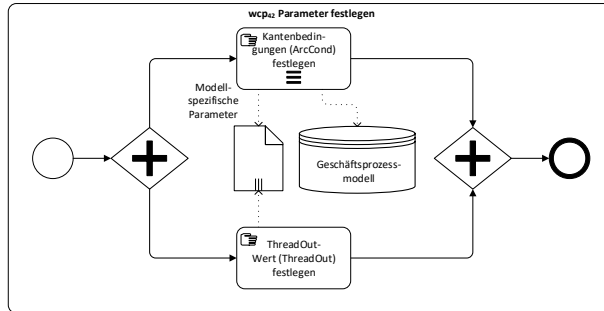 wcp42 Parameter festlegen
Kantenbedin-
gungen (ArcCond)
festlegen
Modell-
spezifische
Parameter
Geschäftsprozess-
modell
ThreadOut-
Wert (ThreadOut)
festlegen